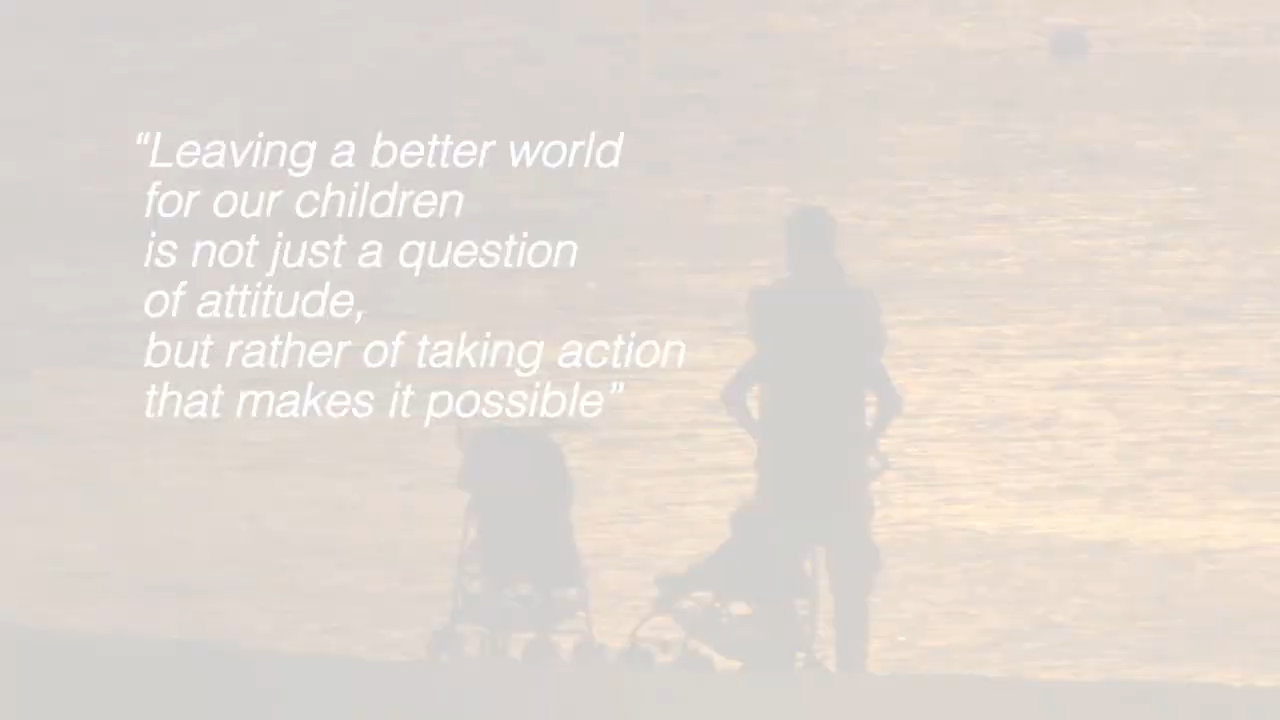 “Leaving a better world
for our children
is not just a question
of attitude,
but rather of taking action
that makes it possible”